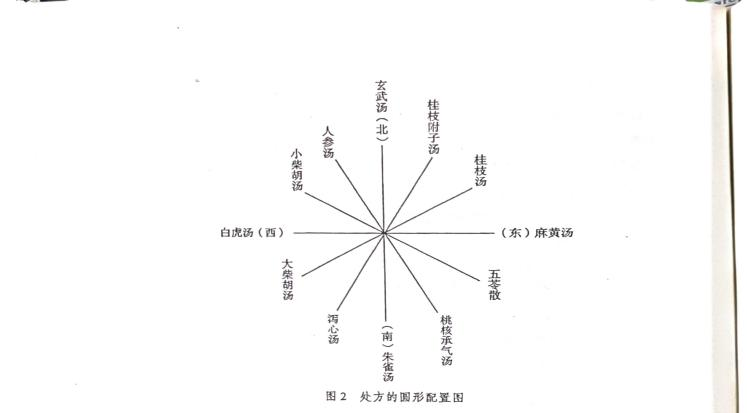 玄武汤（北）
桂枝附子汤
人参汤
小柴胡汤
桂枝汤
白虎汤（西）
（东）麻黄汤
大柴胡汤
五苓散
泻心汤
（南）朱雀汤
桃核承气汤
图2 处方的圆形配置图